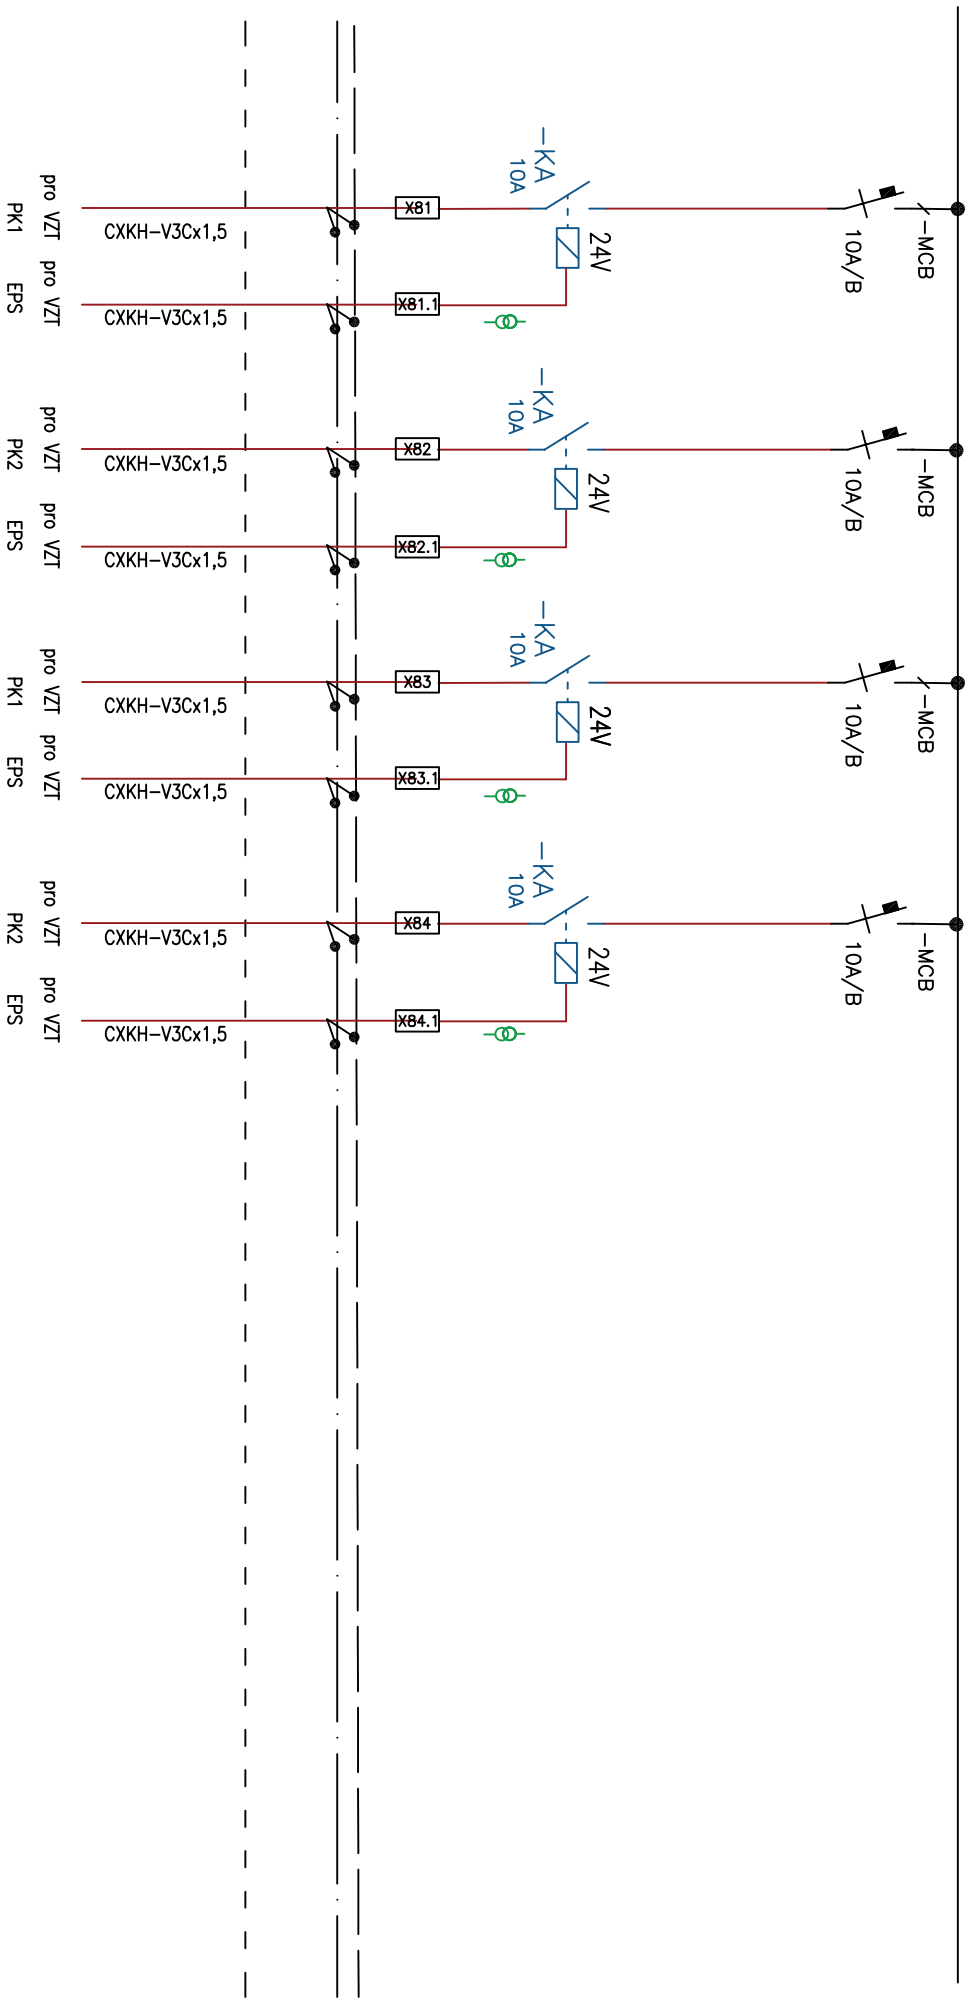 -MCB
10A/B
-KA
10A
24V
X81
CXKH-V3Cx1,5
pro VZT
PK1
X81.1
CXKH-V3Cx1,5
pro VZT
EPS
-MCB
10A/B
-KA
10A
24V
X82
CXKH-V3Cx1,5
pro VZT
PK2
X82.1
CXKH-V3Cx1,5
pro VZT
EPS
-MCB
10A/B
-KA
10A
24V
X83
CXKH-V3Cx1,5
pro VZT
PK1
X83.1
CXKH-V3Cx1,5
pro VZT
EPS
-MCB
10A/B
-KA
10A
24V
X84
CXKH-V3Cx1,5
pro VZT
PK2
X84.1
CXKH-V3Cx1,5
pro VZT
EPS